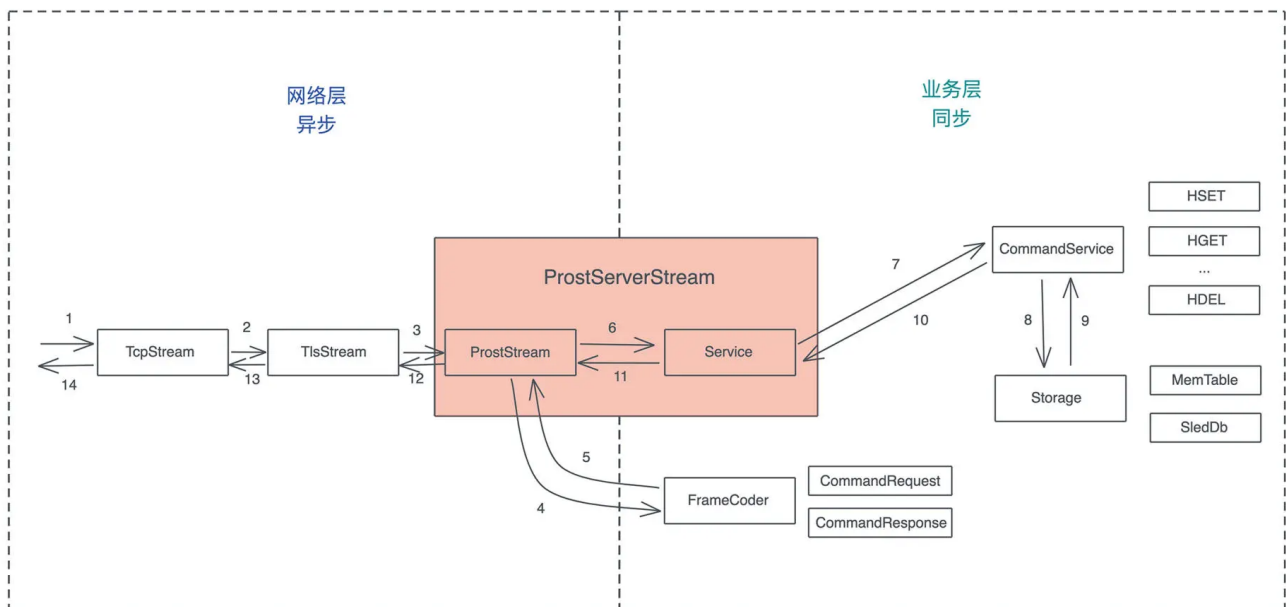 网络层
异步
业务层
同步
HSET
HGET
...
HDEL
CommandService
7
10
8
9
ProstServerStream
1
TcpStream
2
TlsStream
3
ProstStream
6
Service
14
13
12
11
Storage
MemTable
SledDb
5
4
FrameCoder
CommandRequest
CommandResponse